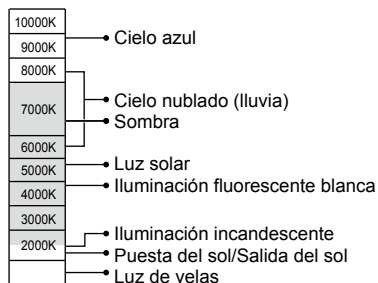 10000K
9000K
Cielo azul
8000K
7000K
Cielo nublado (lluvia)
Sombra
6000K
5000K
Luz solar
4000K
Iluminación fluorescente blanca
3000K
2000K
Iluminación incandescente
Puesta del sol/Salida del sol
Luz de velas